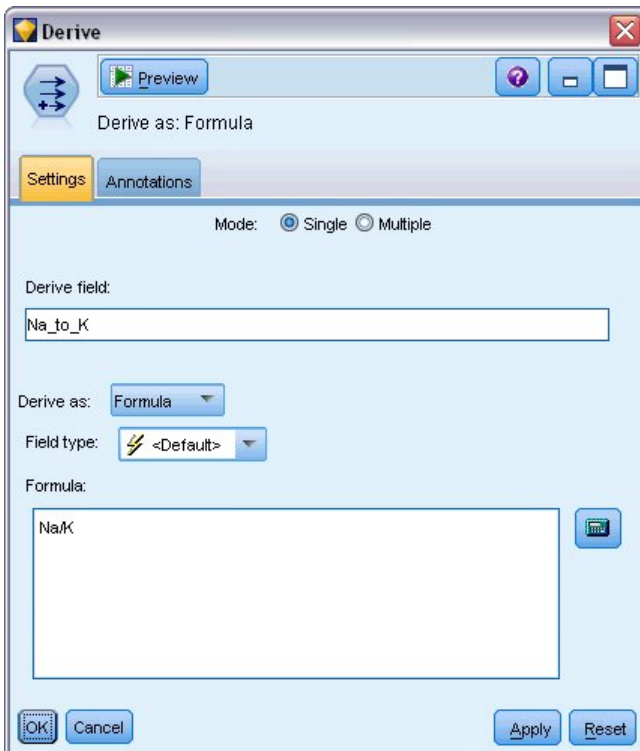 Derive
Preview
Derive as: Formula
Settings Annotations
Mode: Single Multiple
Derive field:
Na_to_K
Derive as: Formula
Field type: <Default>
Formula:
Na/K
OK Cancel Apply Reset